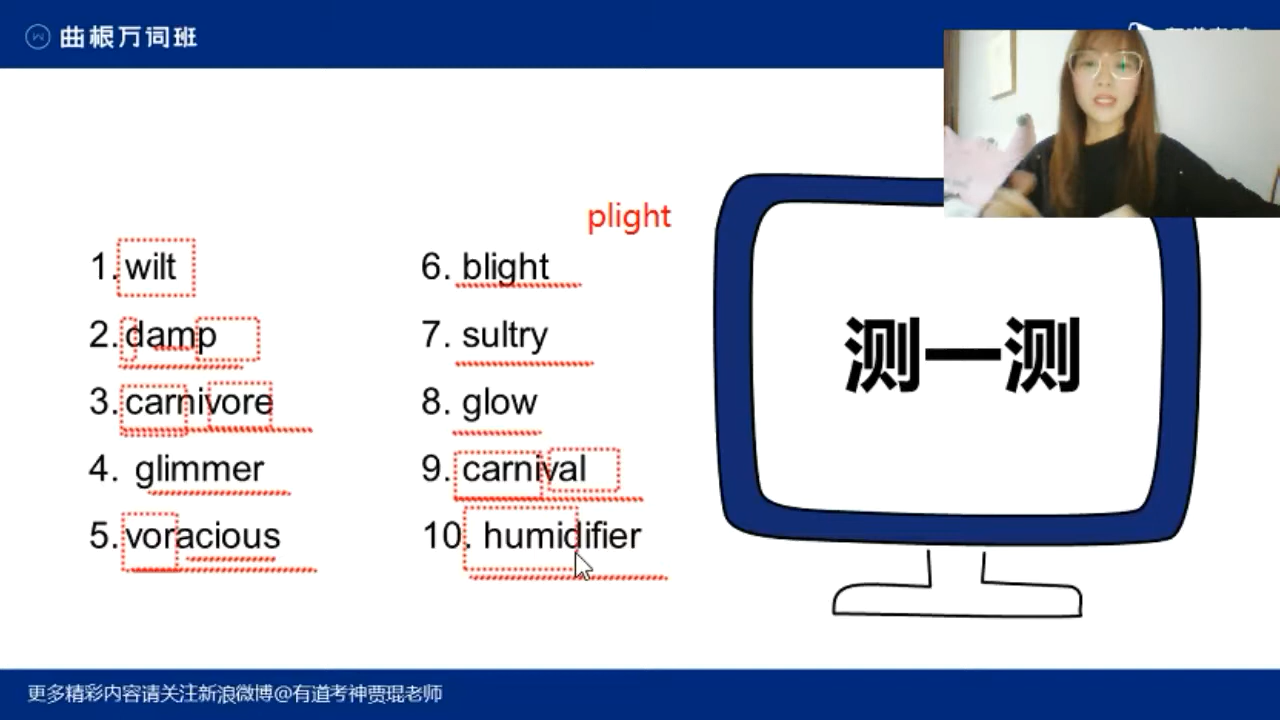 曲根万词班
plight
1. wilt
2. damp
3. carnivore
4. glimmer
5. voracious
6. blight
7. sultry
8. glow
9. carnival
10. humidifier
测一测
更多精彩内容请关注新浪微博@有道考神贾琨老师